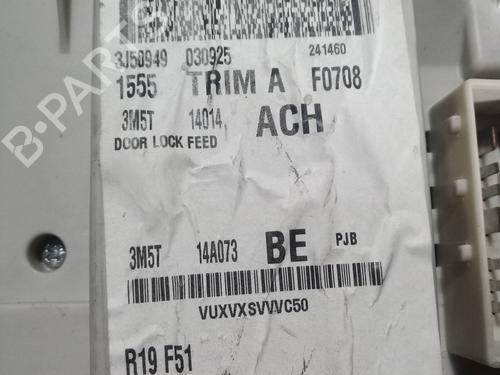 3J50949 030925 241460
1555 TRIM A F0708
3M5T 14014 ACH
DOOR LOCK FEED
3M5T 14A073 BE PJB
VUXVXSVVVC50
R19 F51
B-PARTS